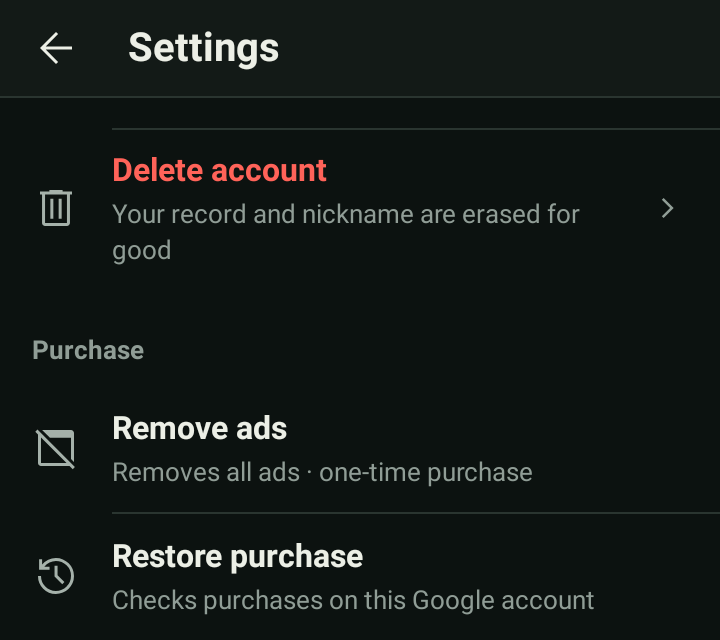 Settings
Delete account
Your record and nickname are erased for
good
Purchase
Remove ads
Removes all ads · one-time purchase
Restore purchase
Checks purchases on this Google account